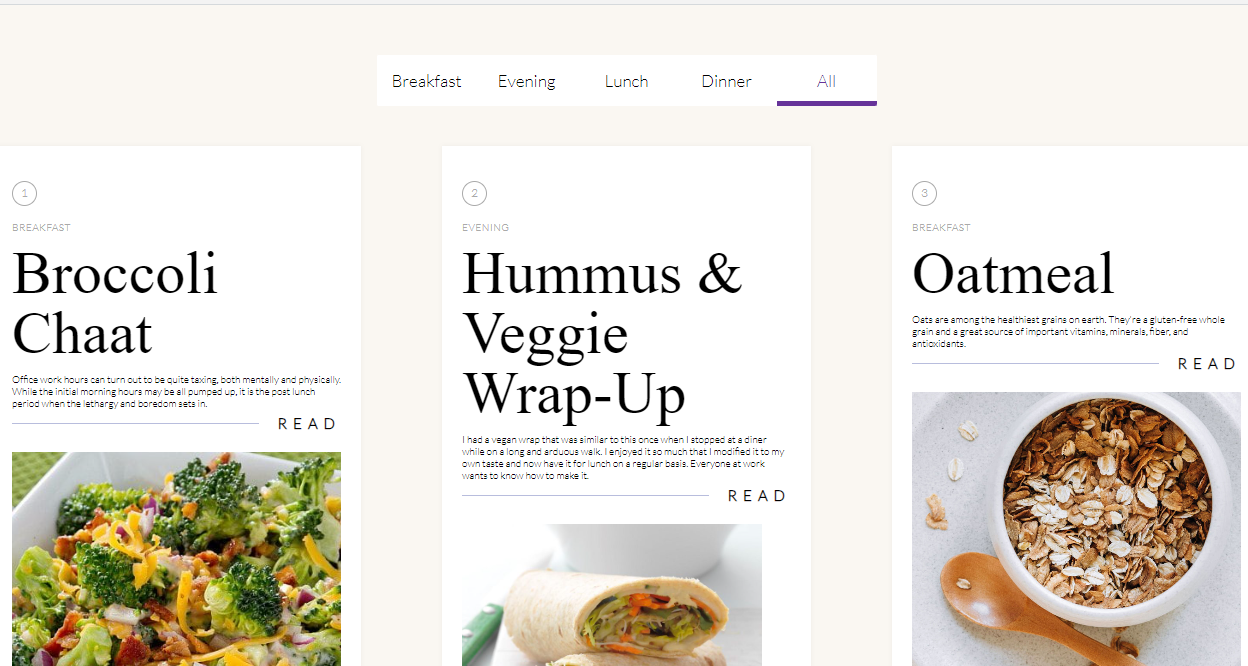 Breakfast Evening Lunch Dinner All
1
BREAKFAST
Broccoli
Chaat
Office work hours can turn out to be quite taxing, both mentally and physically.
While the initial morning hours may be all pumped up, it is the post lunch
period when the lethargy and boredom sets in.
READ
2
EVENING
Hummus &
Veggie
Wrap-Up
I had a vegan wrap that was similar to this once when I stopped at a diner
while on a long and arduous walk. I enjoyed it so much that I modified it to my
own taste and now have it for lunch on a regular basis. Everyone at work
wants to know how to make it.
READ
3
BREAKFAST
Oatmeal
Oats are among the healthiest grains on earth. They're a gluten-free whole
grain and a great source of important vitamins, minerals, fiber, and
antioxidants.
READ